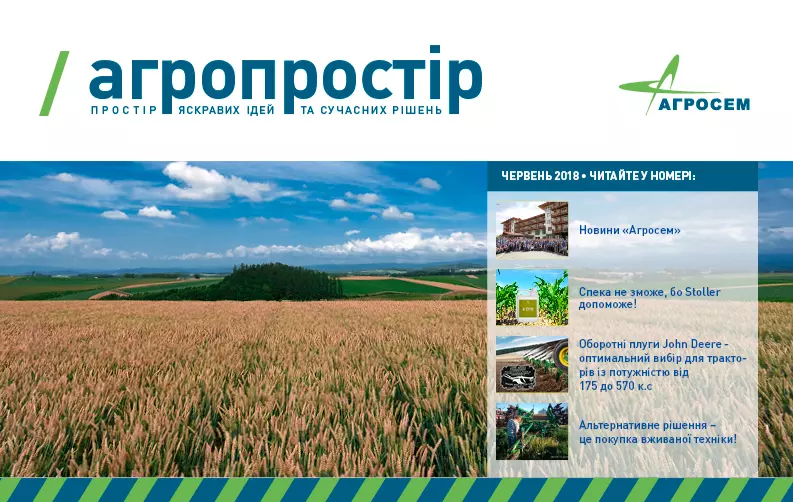 агропростір
ПРОСТІР ЯСКРАВИХ ІДЕЙ ТА СУЧАСНИХ РІШЕНЬ
АГРОСЕМ
ЧЕРВЕНЬ 2018 • ЧИТАЙТЕ У НОМЕРІ:
Новини «Агросем»
Спека не зможе, бо Stoller
допоможе!
Оборотні плуги John Deere -
оптимальний вибір для тракто-
рів із потужністю від
175 до 570 к.с
Альтернативне рішення –
це покупка вживаної техніки!